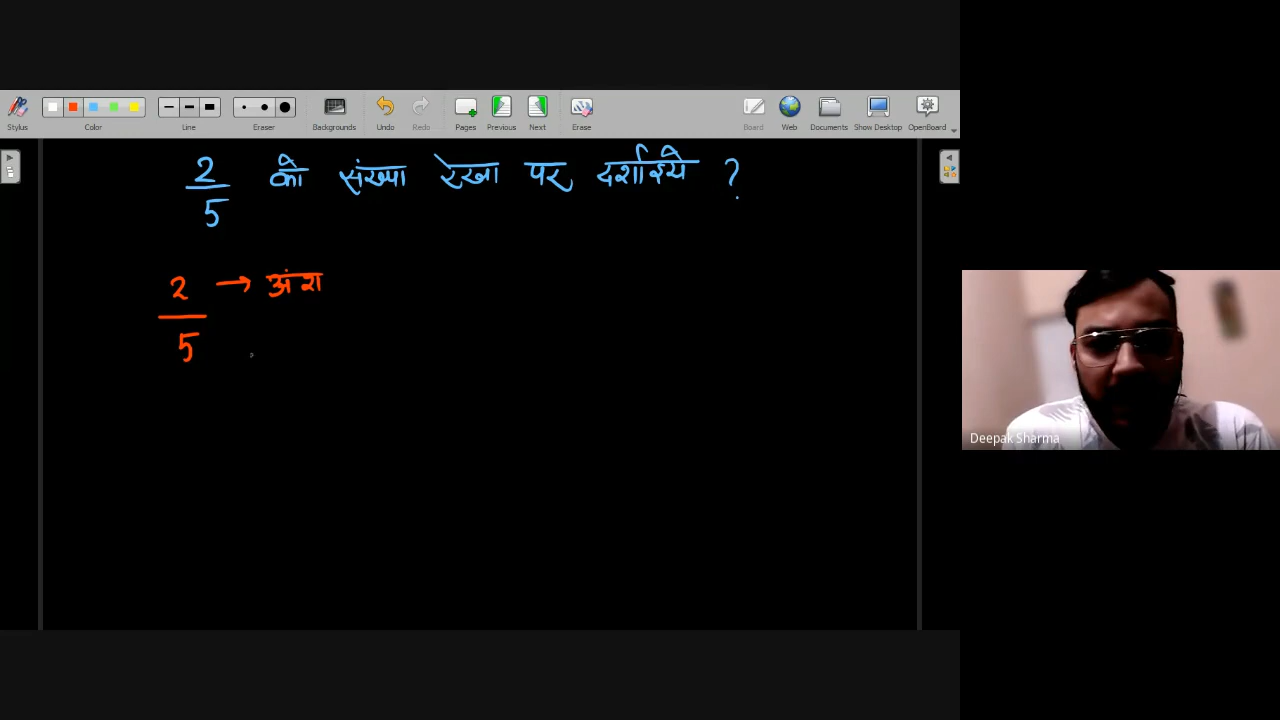 Stylus
Color
Line
Eraser
Backgrounds
Undo
Redo
Pages
Previous
Next
Erase
Board
Web
Documents
Show Desktop
OpenBoard
2/5 को संख्या रेखा पर दर्शाइये ?
2 → अंश
5
Deepak Sharma